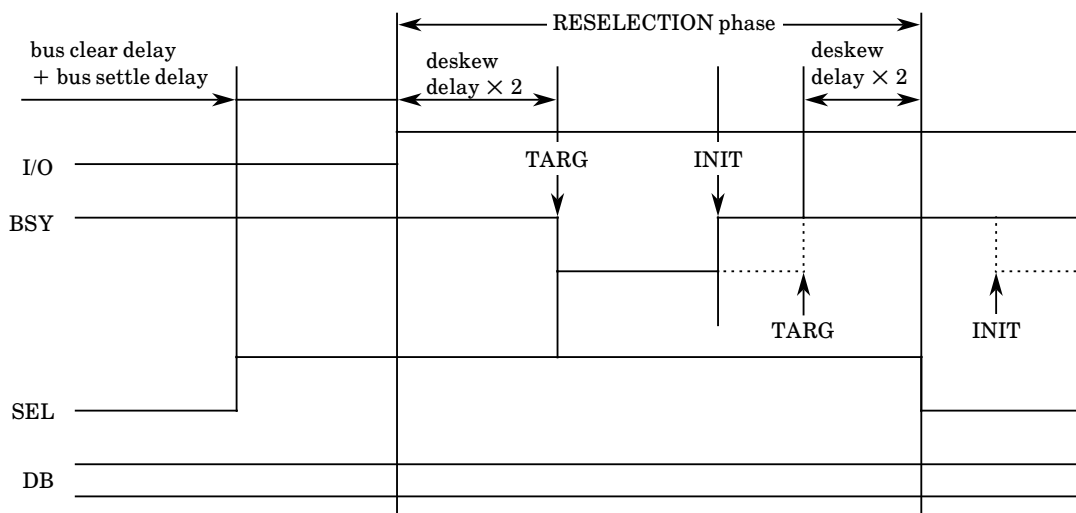 RESELECTION phase
bus clear delay
+ bus settle delay
deskew
delay × 2
deskew
delay × 2
I/O
TARG
INIT
BSY
TARG
INIT
SEL
DB